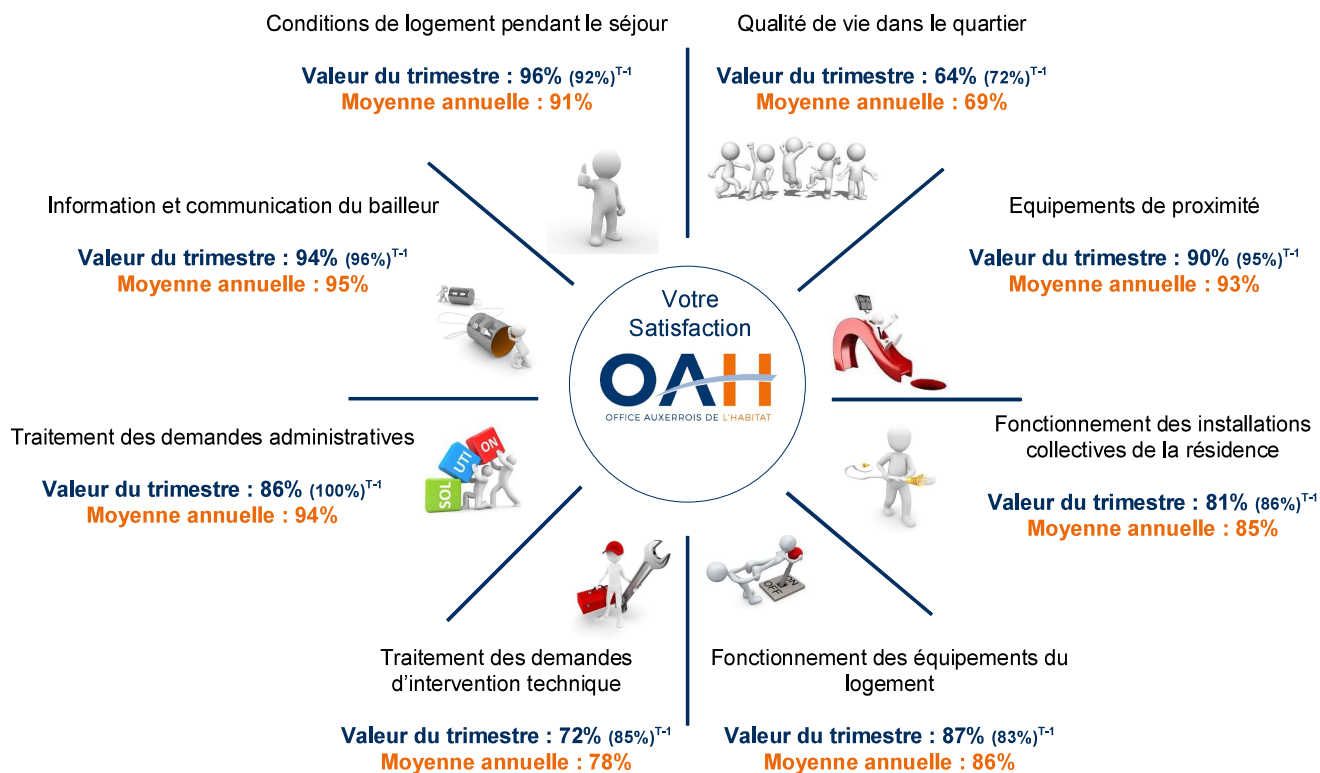 Conditions de logement pendant le séjour
Valeur du trimestre : 96% (92%)T-1
Moyenne annuelle : 91%
Qualité de vie dans le quartier
Valeur du trimestre : 64% (72%)T-1
Moyenne annuelle : 69%
Information et communication du bailleur
Valeur du trimestre : 94% (96%)T-1
Moyenne annuelle : 95%
Equipements de proximité
Valeur du trimestre : 90% (95%)T-1
Moyenne annuelle : 93%
Votre
Satisfaction
OAH
OFFICE AUXERROIS DE L'HABITAT
Traitement des demandes administratives
Valeur du trimestre : 86% (100%)T-1
Moyenne annuelle : 94%
SOL
UTI
ON
Fonctionnement des installations
collectives de la résidence
Valeur du trimestre : 81% (86%)T-1
Moyenne annuelle : 85%
ON
OFF
Traitement des demandes
d'intervention technique
Valeur du trimestre : 72% (85%)T-1
Moyenne annuelle : 78%
Fonctionnement des équipements du
logement
Valeur du trimestre : 87% (83%)T-1
Moyenne annuelle : 86%